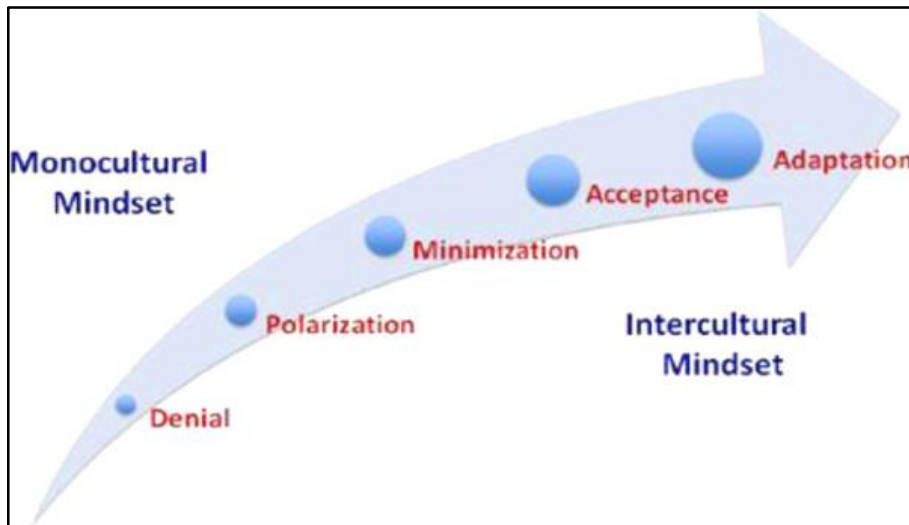 Monocultural
Mindset
Adaptation
Acceptance
Minimization
Polarization
Denial
Intercultural
Mindset